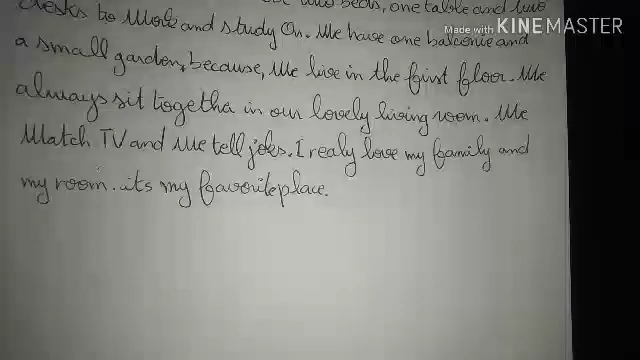 Made with KINEMASTER
desks to work and study on. We have one balconie and
a small garden, because, We live in the first floor. We
always sit togetha in our lovely living room. We
Watch TV and We tell jokes. I realy love my family and
my room. its my favorite place.